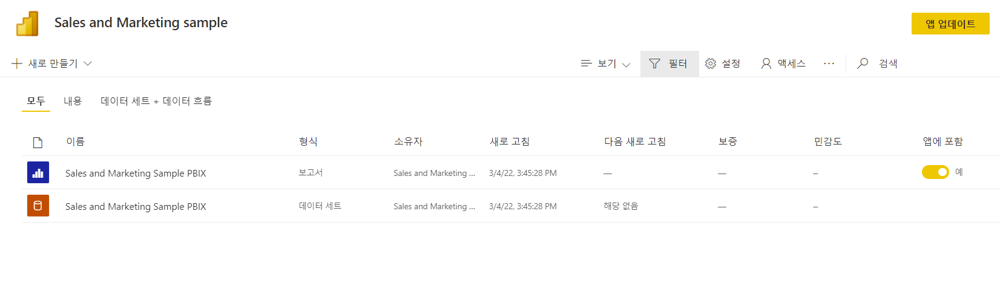 Sales and Marketing sample
앱 업데이트
새로 만들기
보기 필터 설정 액세스 ··· 검색
모두 내용 데이터 세트 + 데이터 흐름
이름 형식 소유자 새로 고침 다음 새로 고침 보증 민감도 앱에 포함
Sales and Marketing Sample PBIX 보고서 Sales and Marketing ... 3/4/22, 3:45:28 PM — — – 예
Sales and Marketing Sample PBIX 데이터 세트 Sales and Marketing ... 3/4/22, 3:45:28 PM 해당 없음 — –